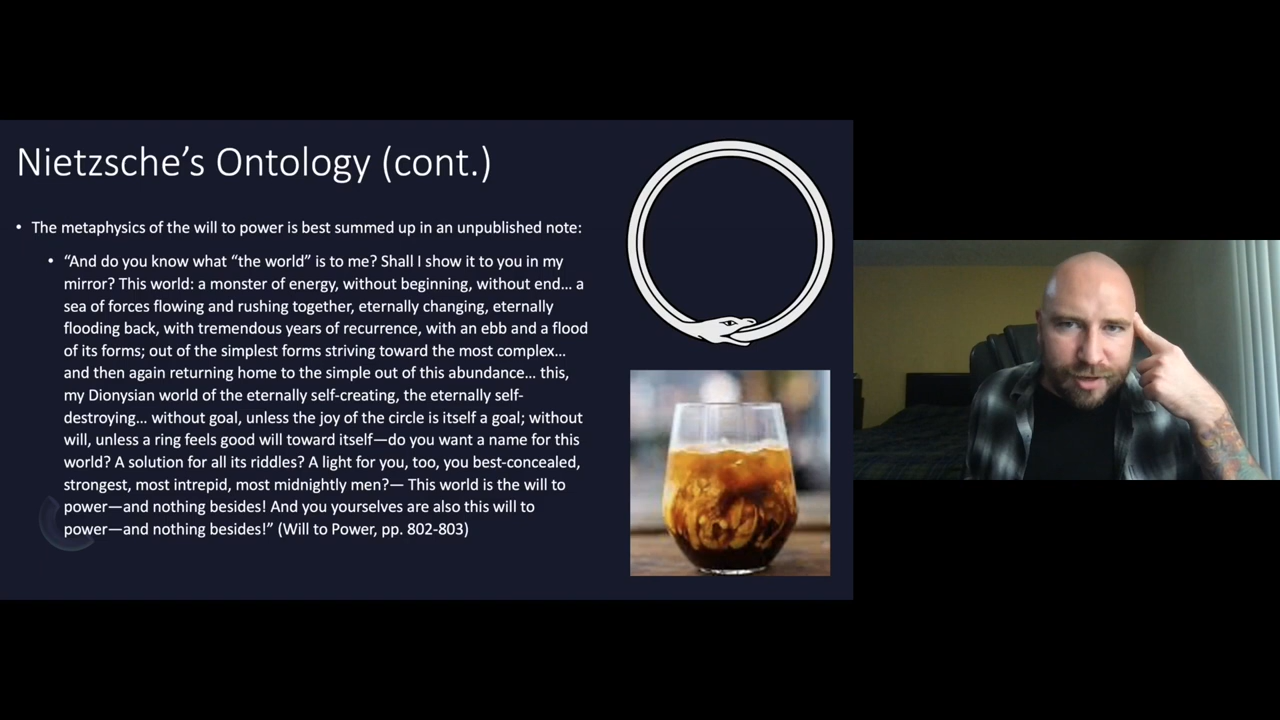 Nietzsche’s Ontology (cont.)
• The metaphysics of the will to power is best summed up in an unpublished note:
• “And do you know what “the world” is to me? Shall I show it to you in my
mirror? This world: a monster of energy, without beginning, without end… a
sea of forces flowing and rushing together, eternally changing, eternally
flooding back, with tremendous years of recurrence, with an ebb and a flood
of its forms; out of the simplest forms striving toward the most complex…
and then again returning home to the simple out of this abundance… this,
my Dionysian world of the eternally self-creating, the eternally self-
destroying… without goal, unless the joy of the circle is itself a goal; without
will, unless a ring feels good will toward itself—do you want a name for this
world? A solution for all its riddles? A light for you, too, you best-concealed,
strongest, most intrepid, most midnightly men?— This world is the will to
power—and nothing besides! And you yourselves are also this will to
power—and nothing besides!” (Will to Power, pp. 802-803)